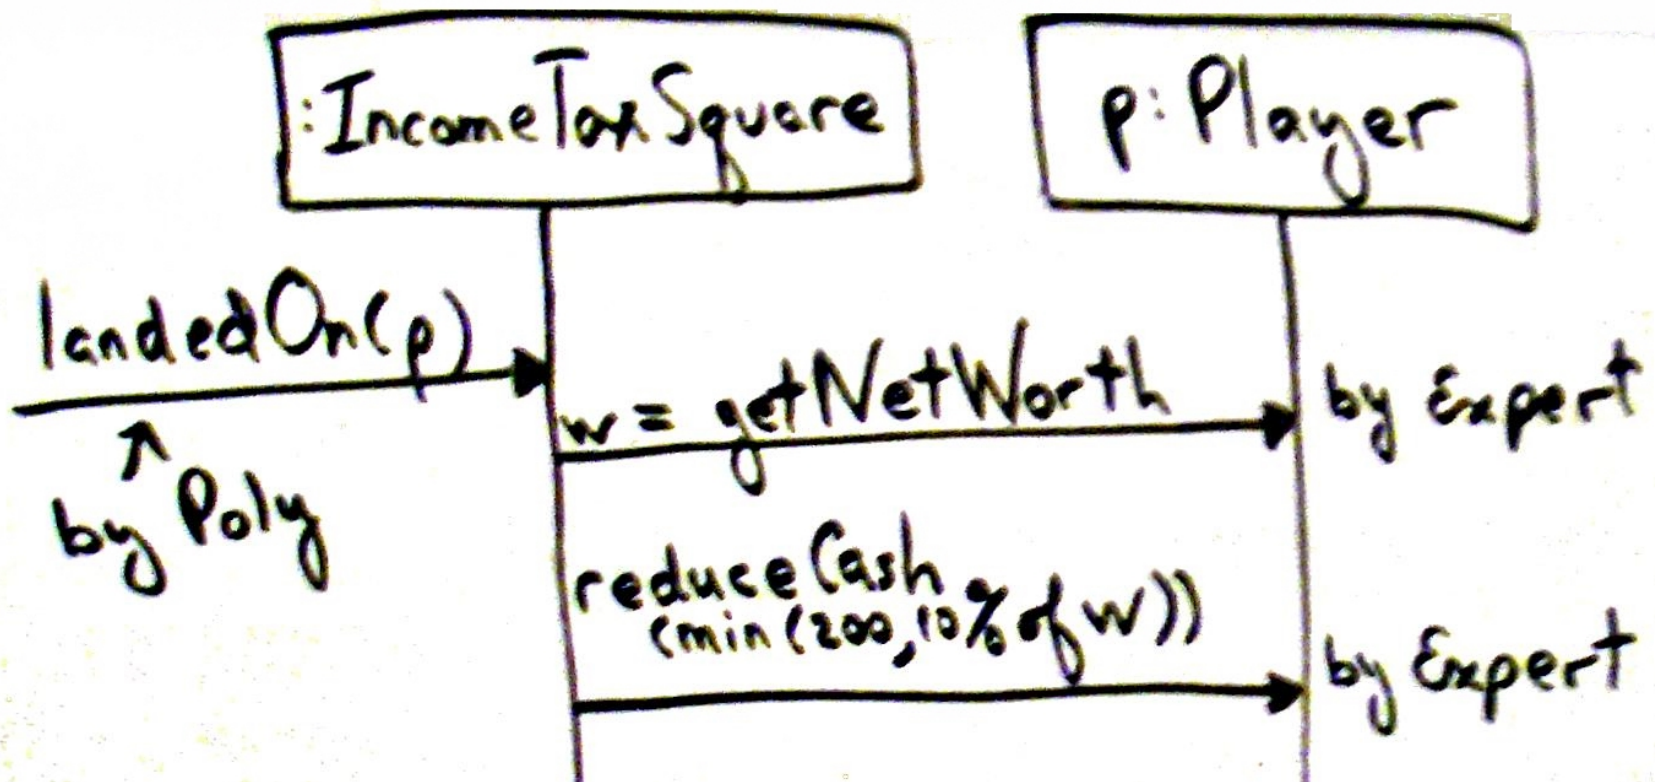 :IncomeTaxSquare
p:Player
landedOn(p)
by Poly
w = getNetWorth
by Expert
reduceCash
(min(200,10% of w))
by Expert